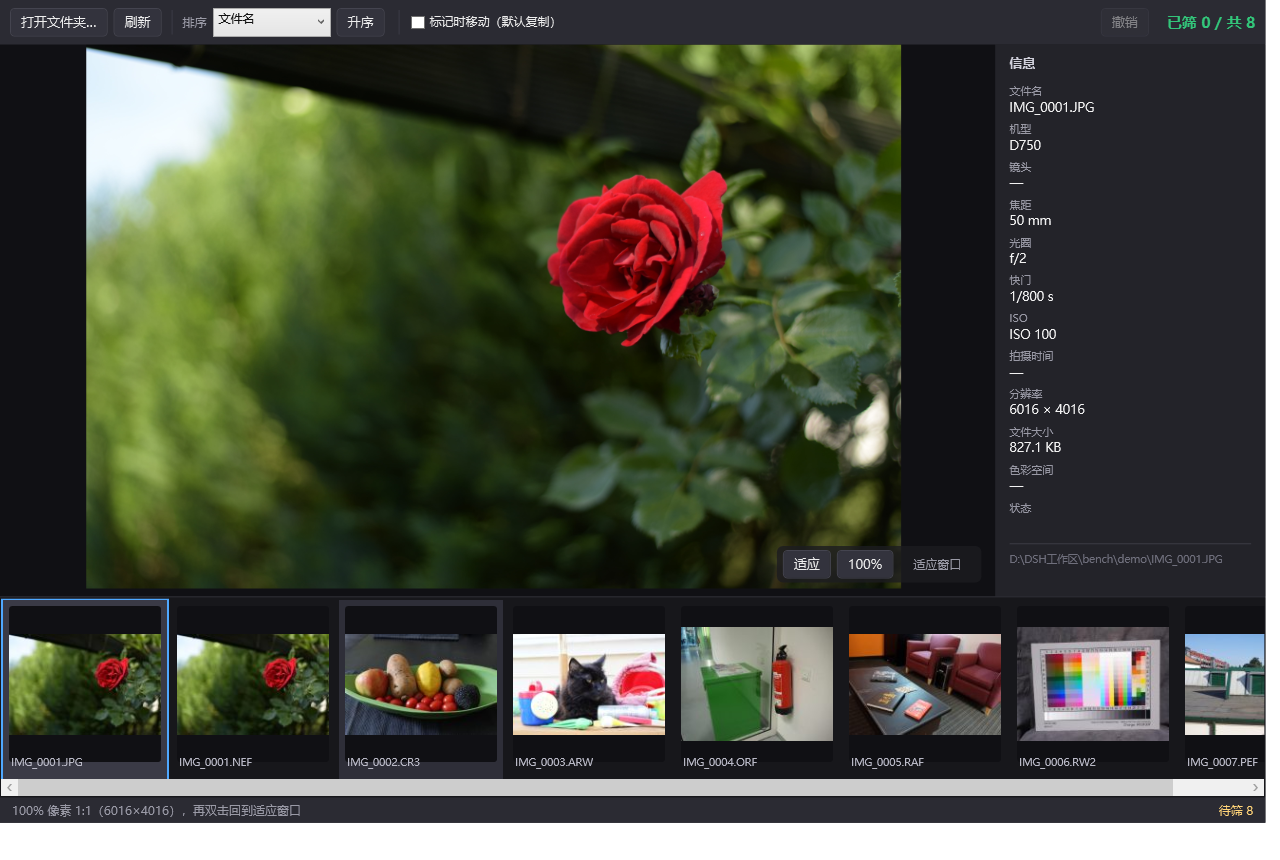 打开文件夹... 刷新 排序 文件名 升序 标记时移动（默认复制） 撤销 已筛 0 / 共 8
信息
文件名
IMG_0001.JPG
机型
D750
镜头
—
焦距
50 mm
光圈
f/2
快门
1/800 s
ISO
ISO 100
拍摄时间
—
分辨率
6016 × 4016
文件大小
827.1 KB
色彩空间
—
状态
D:\DSH工作区\bench\demo\IMG_0001.JPG
适应 100% 适应窗口
IMG_0001.JPG IMG_0001.NEF IMG_0002.CR3 IMG_0003.ARW IMG_0004.ORF IMG_0005.RAF IMG_0006.RW2 IMG_0007.PEF
100% 像素 1:1（6016×4016），再双击回到适应窗口 待筛 8